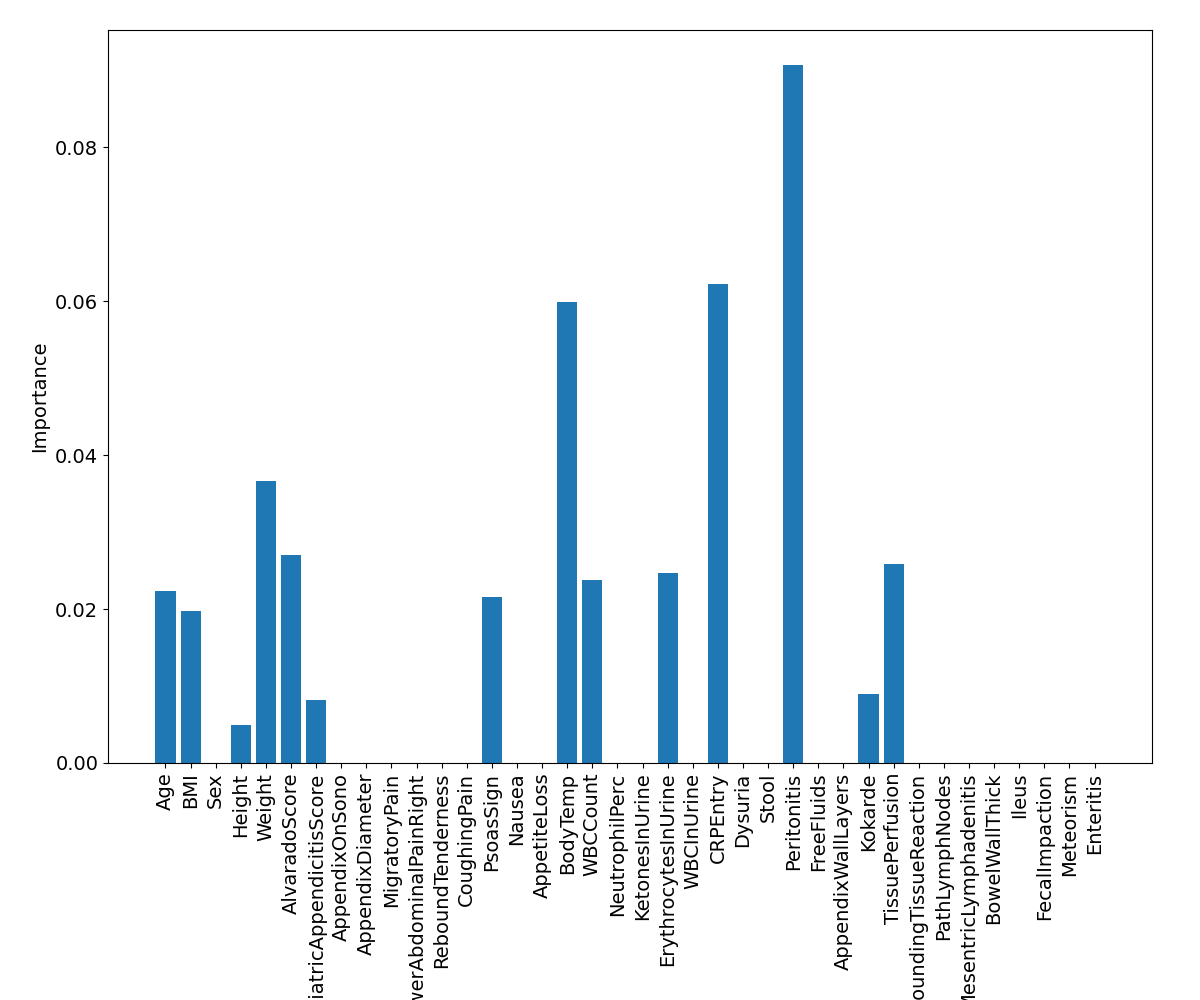 0.08
0.06
0.04
0.02
0.00
Importance
Age
BMI
Sex
Height
Weight
AlvaradoScore
iatricAppendicitisScore
AppendixOnSono
AppendixDiameter
MigratoryPain
werAbdominalPainRight
ReboundTenderness
CoughingPain
PsoasSign
Nausea
AppetiteLoss
BodyTemp
WBCCount
NeutrophilPerc
KetonesInUrine
ErythrocytesInUrine
WBCInUrine
CRPEntry
Dysuria
Stool
Peritonitis
FreeFluids
AppendixWallLayers
Kokarde
TissuePerfusion
oundingTissueReaction
PathLymphNodes
MesentricLymphadenitis
BowelWallThick
Ileus
FecalImpaction
Meteorism
Enteritis